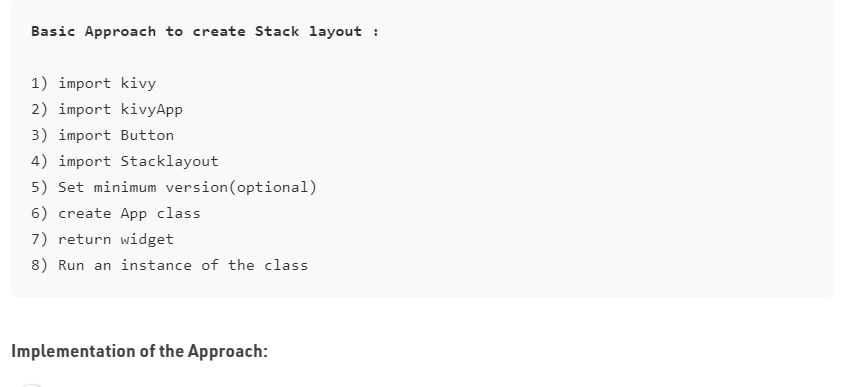 Basic Approach to create Stack layout :
1) import kivy
2) import kivyApp
3) import Button
4) import Stacklayout
5) Set minimum version(optional)
6) create App class
7) return widget
8) Run an instance of the class
Implementation of the Approach: